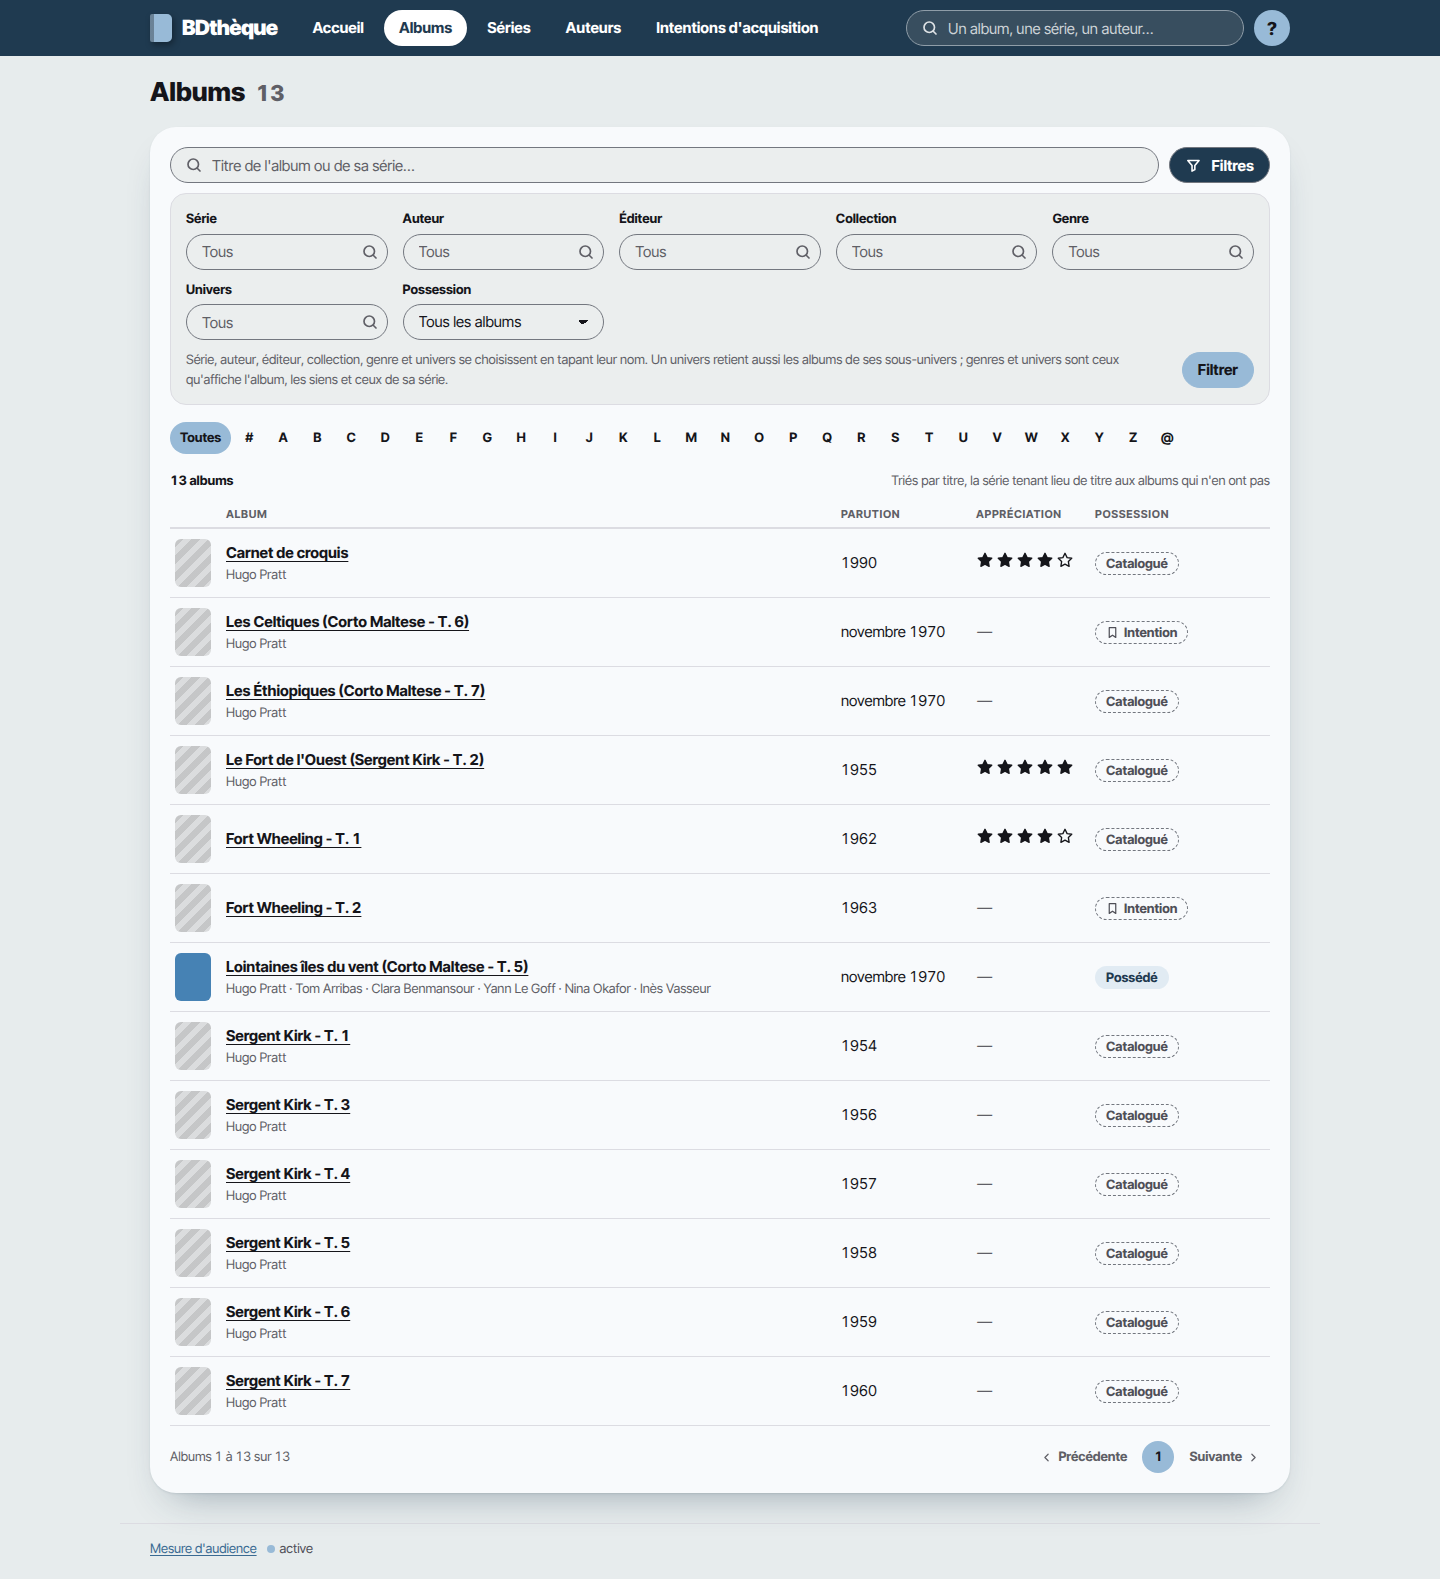 BDthèque Accueil Albums Séries Auteurs Intentions d'acquisition Un album, une série, un auteur... ?
Albums 13
Titre de l'album ou de sa série... Filtres
Série Auteur Éditeur Collection Genre
Tous Tous Tous Tous Tous
Univers Possession
Tous Tous les albums
Série, auteur, éditeur, collection, genre et univers se choisissent en tapant leur nom. Un univers retient aussi les albums de ses sous-univers ; genres et univers sont ceux
qu'affiche l'album, les siens et ceux de sa série.
Filtrer
Toutes # A B C D E F G H I J K L M N O P Q R S T U V W X Y Z @
13 albums Triés par titre, la série tenant lieu de titre aux albums qui n'en ont pas
ALBUM PARUTION APPRÉCIATION POSSESSION
Carnet de croquis
Hugo Pratt
1990 Catalogué
Les Celtiques (Corto Maltese - T. 6)
Hugo Pratt
novembre 1970 — Intention
Les Éthiopiques (Corto Maltese - T. 7)
Hugo Pratt
novembre 1970 — Catalogué
Le Fort de l'Ouest (Sergent Kirk - T. 2)
Hugo Pratt
1955 Catalogué
Fort Wheeling - T. 1 1962 Catalogué
Fort Wheeling - T. 2 1963 — Intention
Lointaines îles du vent (Corto Maltese - T. 5)
Hugo Pratt · Tom Arribas · Clara Benmansour · Yann Le Goff · Nina Okafor · Inès Vasseur
novembre 1970 — Possédé
Sergent Kirk - T. 1
Hugo Pratt
1954 — Catalogué
Sergent Kirk - T. 3
Hugo Pratt
1956 — Catalogué
Sergent Kirk - T. 4
Hugo Pratt
1957 — Catalogué
Sergent Kirk - T. 5
Hugo Pratt
1958 — Catalogué
Sergent Kirk - T. 6
Hugo Pratt
1959 — Catalogué
Sergent Kirk - T. 7
Hugo Pratt
1960 — Catalogué
Albums 1 à 13 sur 13 Précédente 1 Suivante
Mesure d'audience active